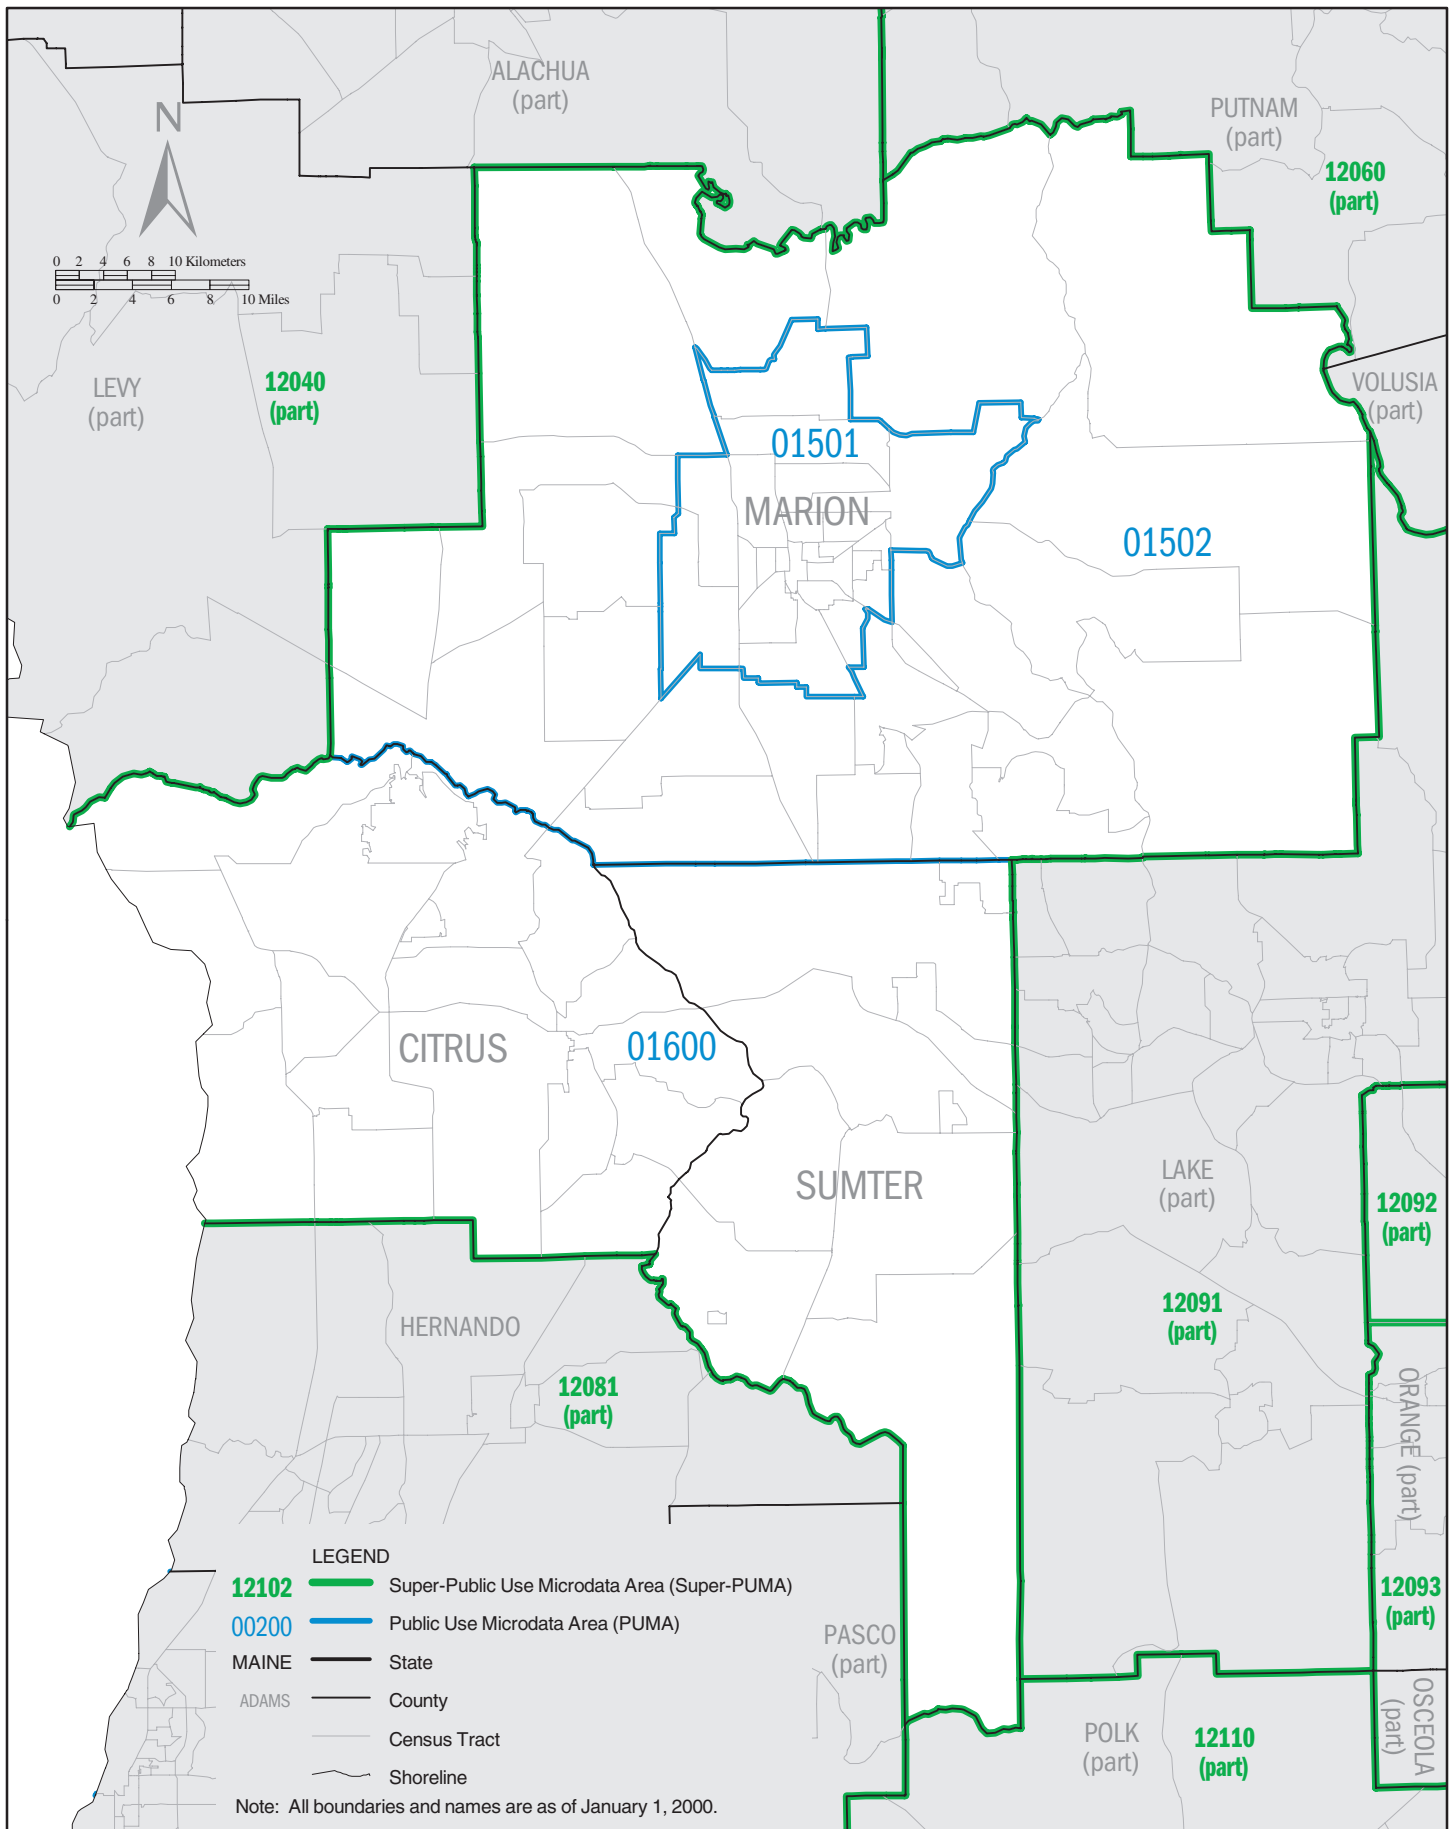 ALACHUA
(part)
PUTNAM
(part)
12060
(part)
N
0 2 4 6 8 10 Kilometers
0 2 4 6 8 10 Miles
LEVY
(part)
12040
(part)
VOLUSIA
(part)
01501
MARION
01502
CITRUS
01600
SUMTER
LAKE
(part)
12092
(part)
12091
(part)
HERNANDO
12081
(part)
ORANGE (part)
12093
(part)
PASCO
(part)
OSCEOLA
(part)
POLK
(part)
12110
(part)
LEGEND
12102 Super-Public Use Microdata Area (Super-PUMA)
00200 Public Use Microdata Area (PUMA)
MAINE State
ADAMS County
Census Tract
Shoreline
Note: All boundaries and names are as of January 1, 2000.